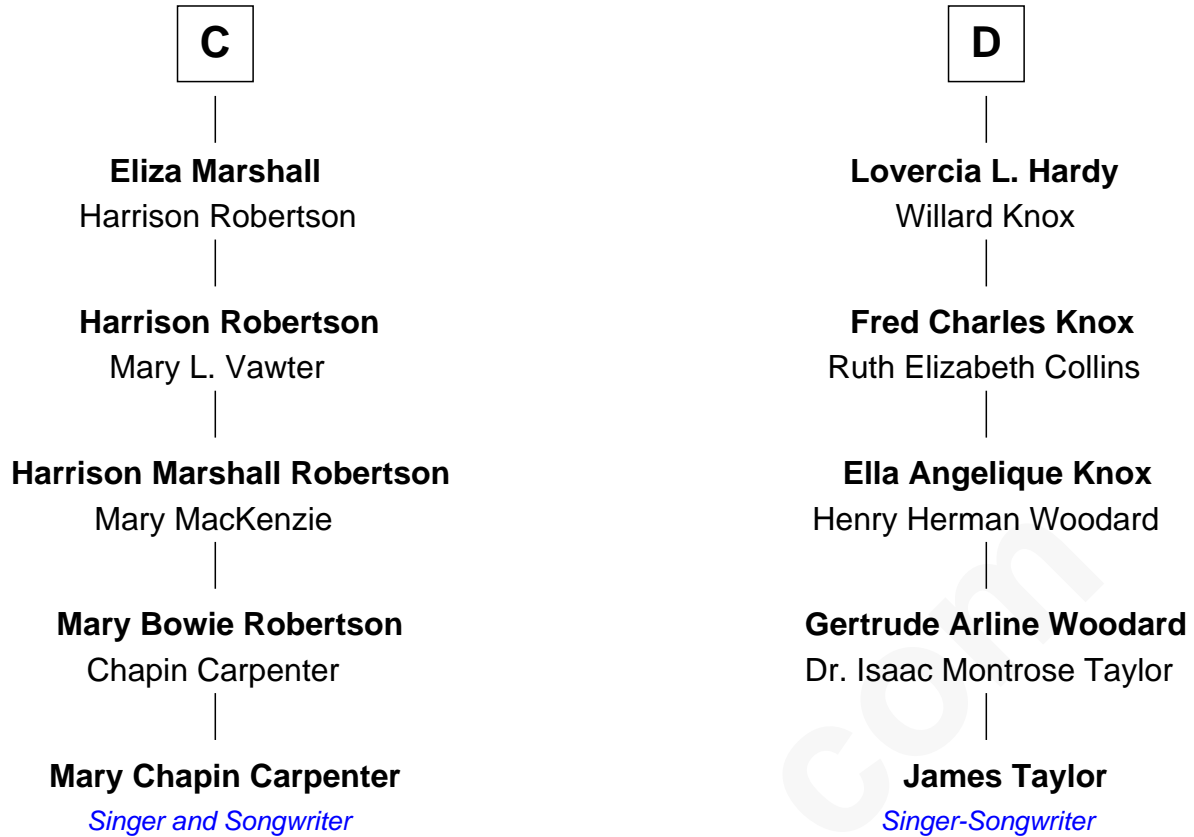 C
Eliza Marshall
Harrison Robertson
Harrison Robertson
Mary L. Vawter
Harrison Marshall Robertson
Mary MacKenzie
Mary Bowie Robertson
Chapin Carpenter
Mary Chapin Carpenter
Singer and Songwriter
D
Lovercia L. Hardy
Willard Knox
Fred Charles Knox
Ruth Elizabeth Collins
Ella Angelique Knox
Henry Herman Woodard
Gertrude Arline Woodard
Dr. Isaac Montrose Taylor
James Taylor
Singer-Songwriter
com